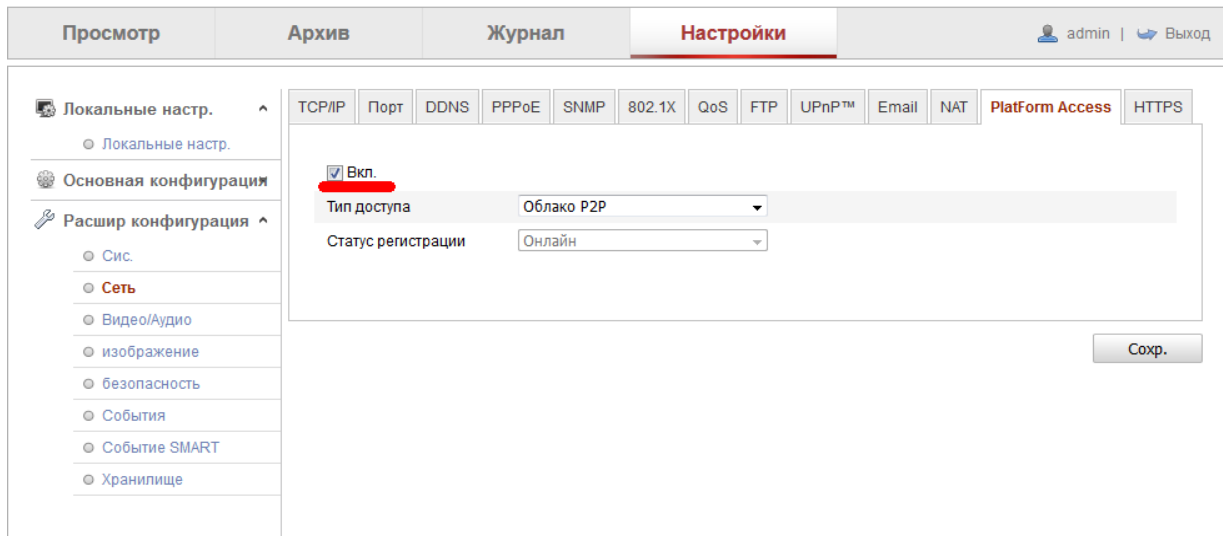 Просмотр Архив Журнал Настройки admin | Выход
Локальные настр.
Локальные настр.
Основная конфигурация
Расшир конфигурация
Сис.
Сеть
Видео/Аудио
изображение
безопасность
События
Событие SMART
Хранилище
TCP/IP Порт DDNS PPPoE SNMP 802.1X QoS FTP UPnP™ Email NAT PlatForm Access HTTPS
Вкл.
Тип доступа Облако P2P
Статус регистрации Онлайн
Сохр.